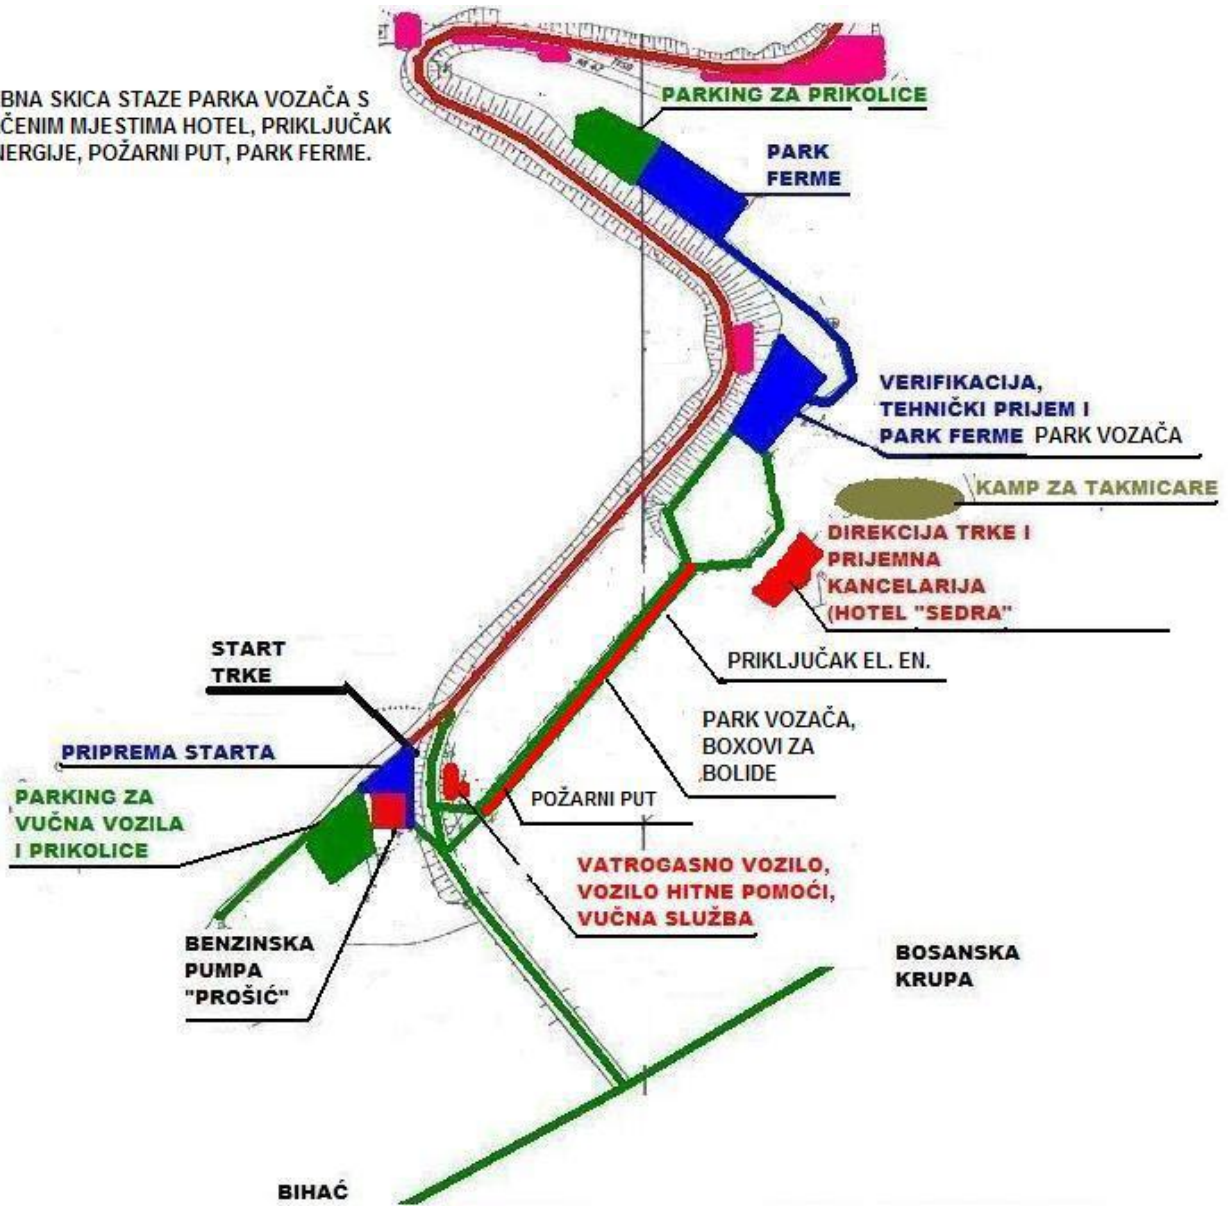 BNA SKICA STAZE PARKA VOZAČA S
ČENIM MJESTIMA HOTEL, PRIKLJUČAK
NERGIJE, POŽARNI PUT, PARK FERME.
PARKING ZA PRIKOLICE
PARK
FERME
VERIFIKACIJA,
TEHNIČKI PRIJEM I
PARK FERME PARK VOZAČA
KAMP ZA TAKMICARE
DIREKCIJA TRKE I
PRIJEMNA
KANCELARIJA
(HOTEL "SEDRA"
PRIKLJUČAK EL. EN.
START
TRKE
PARK VOZAČA,
BOXOVI ZA
BOLIDE
PRIPREMA STARTA
PARKING ZA
VUČNA VOZILA
I PRIKOLICE
POŽARNI PUT
VATROGASNO VOZILO,
VOZILO HITNE POMOĆI,
VUČNA SLUŽBA
BENZINSKA
PUMPA
"PROŠIĆ"
BOSANSKA
KRUPA
BIHAĆ